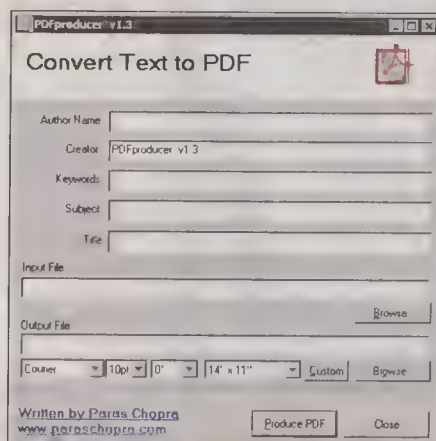 PDFproducer v1.3
Convert Text to PDF
Author Name
Creator PDFproducer v1.3
Keywords
Subject
Title
Input File
Browse
Output File
Courier 10pt 0° 14" x 11" Custom Browse
Written by Paras Chopra
www.paraschopra.com
Produce PDF Close